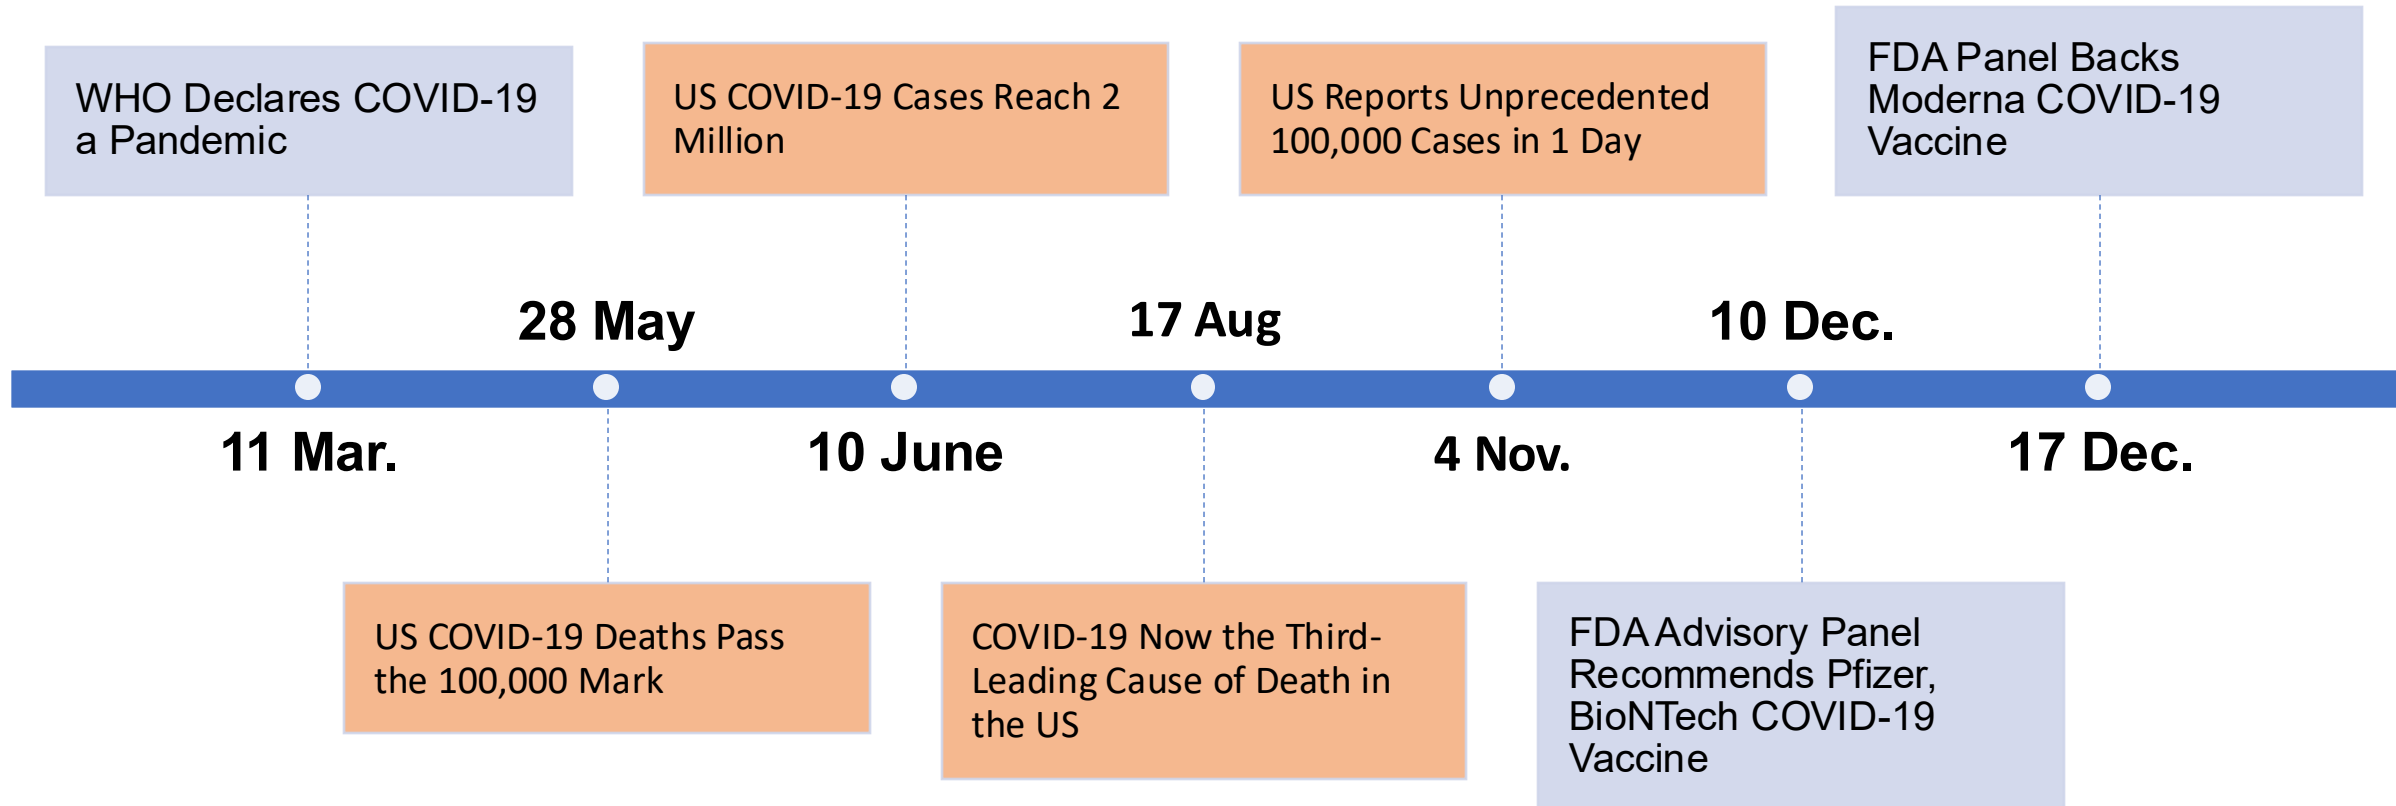 WHO Declares COVID-19
a Pandemic
US COVID-19 Cases Reach 2
Million
US Reports Unprecedented
100,000 Cases in 1 Day
FDA Panel Backs
Moderna COVID-19
Vaccine
28 May
17 Aug
10 Dec.
11 Mar.
10 June
4 Nov.
17 Dec.
US COVID-19 Deaths Pass
the 100,000 Mark
COVID-19 Now the Third-
Leading Cause of Death in
the US
FDA Advisory Panel
Recommends Pfizer,
BioNTech COVID-19
Vaccine